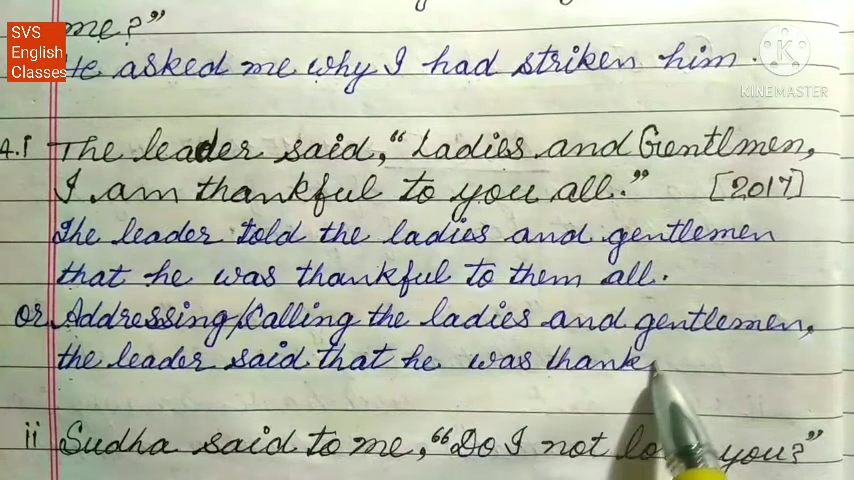 me?"
SVS
English
Classes
He asked me why I had striken him.
KINEMASTER
4.i The leader said, "Ladies and Gentlmen,
I am thankful to you all." [2017]
The leader told the ladies and gentlemen
that he was thankful to them all.
or Addressing/Calling the ladies and gentlemen,
the leader said that he was thank
ii Sudha said to me, "Do I not you?"